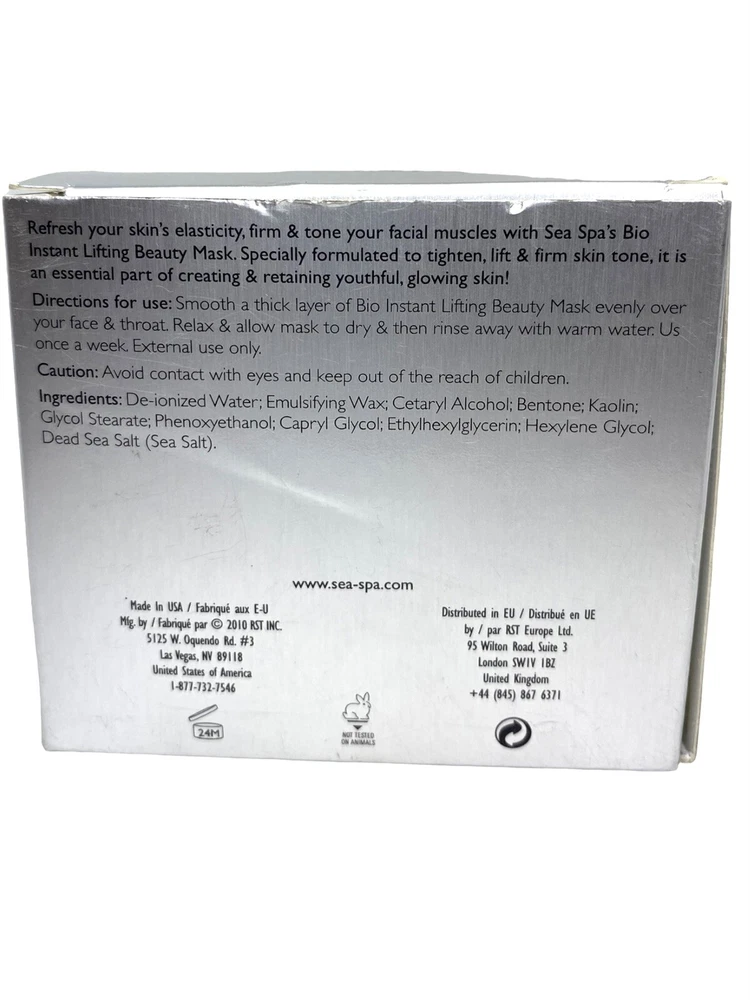 Refresh your skin's elasticity, firm & tone your facial muscles with Sea Spa's Bio
Instant Lifting Beauty Mask. Specially formulated to tighten, lift & firm skin tone, it is
an essential part of creating & retaining youthful, glowing skin!
Directions for use: Smooth a thick layer of Bio Instant Lifting Beauty Mask evenly over
your face & throat. Relax & allow mask to dry & then rinse away with warm water. Us
once a week. External use only.
Caution: Avoid contact with eyes and keep out of the reach of children.
Ingredients: De-ionized Water; Emulsifying Wax; Cetaryl Alcohol; Bentone; Kaolin;
Glycol Stearate; Phenoxyethanol; Capryl Glycol; Ethylhexylglycerin; Hexylene Glycol;
Dead Sea Salt (Sea Salt).
www.sea-spa.com
Made In USA / Fabriqué aux E-U
Mfg. by / Fabriqué par © 2010 RST INC.
5125 W. Oquendo Rd. #3
Las Vegas, NV 89118
United States of America
1-877-732-7546
24M
NOT TESTED
ON ANIMALS
Distributed in EU / Distribué en UE
by / par RST Europe Ltd.
95 Wilton Road, Suite 3
London SW1V 1BZ
United Kingdom
+44 (845) 867 6371